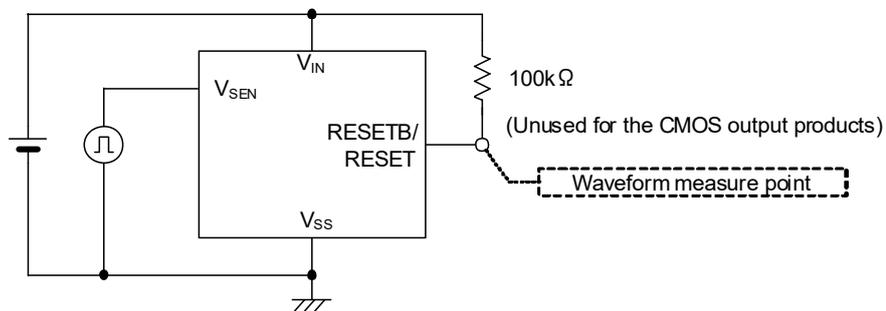 V_IN
V_SEN
100kΩ
(Unused for the CMOS output products)
RESETB/
RESET
Waveform measure point
V_SS